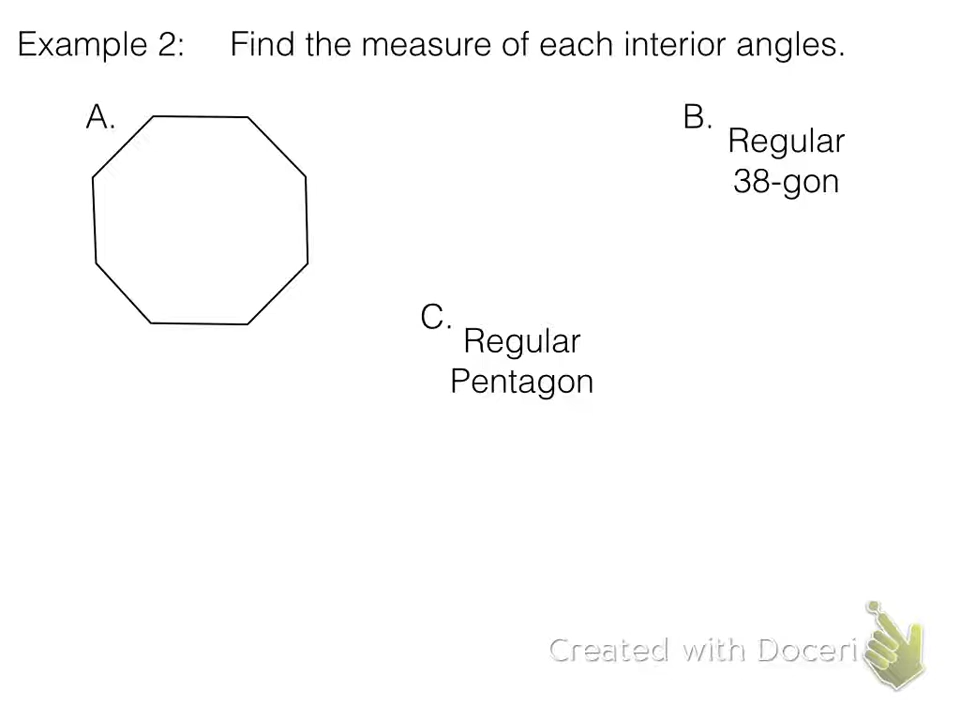 Example 2: Find the measure of each interior angles.
A.
B.
Regular
38-gon
C.
Regular
Pentagon
Created with Doceri